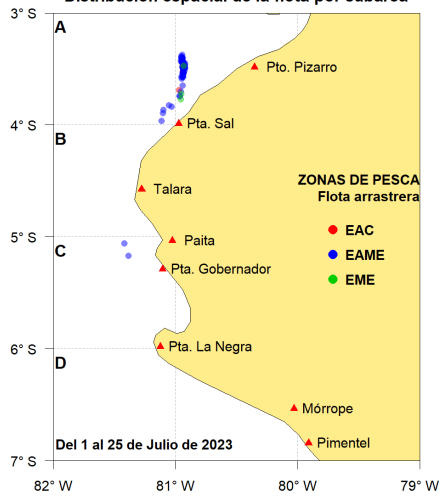 Distribución espacial de la flota por subárea
3° S
A
Pto. Pizarro
4° S
Pta. Sal
B
ZONAS DE PESCA
Talara
Flota arrastrera
EAC
5° S
Paita
EAME
C
Pta. Gobernador
EME
6° S
Pta. La Negra
D
Mórrope
Del 1 al 25 de Julio de 2023
Pimentel
7° S
82° W
81° W
80° W
79° W